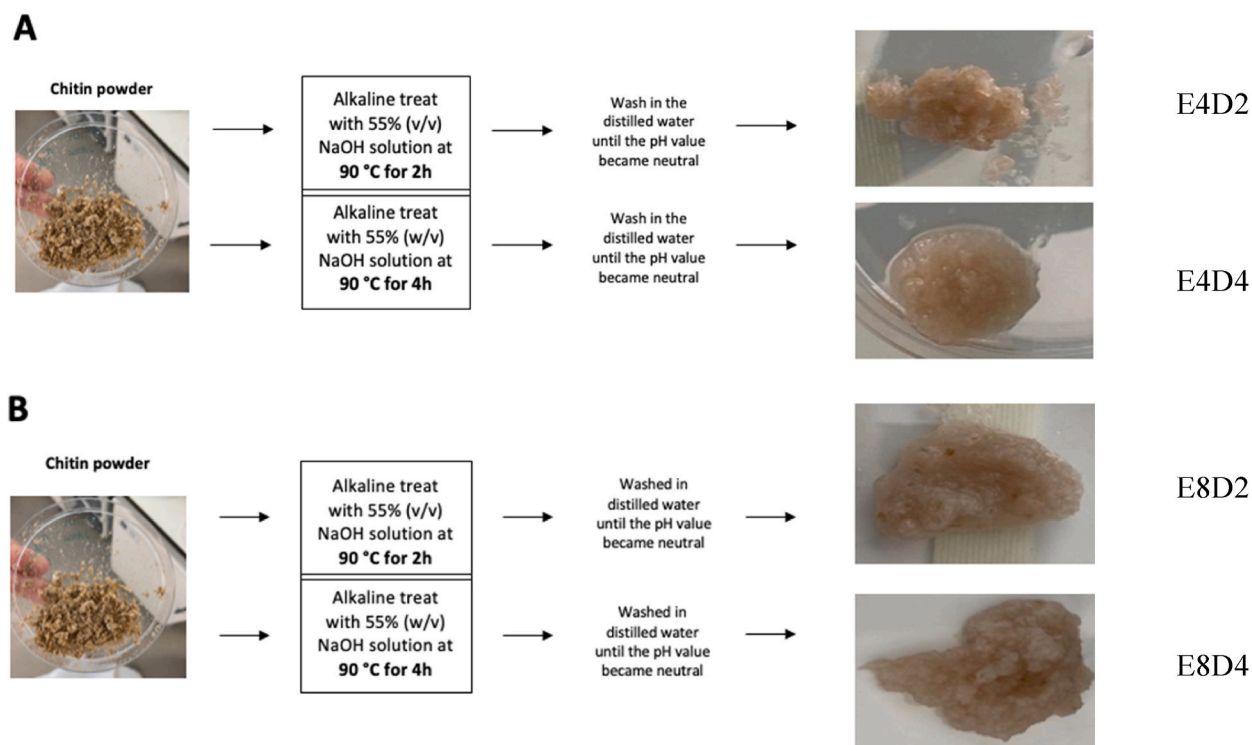 A
Chitin powder
Alkaline treat
with 55% (v/v)
NaOH solution at
90 °C for 2h
Wash in the
distilled water
until the pH value
became neutral
E4D2
Alkaline treat
with 55% (w/v)
NaOH solution at
90 °C for 4h
Wash in the
distilled water
until the pH value
became neutral
E4D4
B
Chitin powder
Alkaline treat
with 55% (v/v)
NaOH solution at
90 °C for 2h
Washed in
distilled water
until the pH value
became neutral
E8D2
Alkaline treat
with 55% (w/v)
NaOH solution at
90 °C for 4h
Washed in
distilled water
until the pH value
became neutral
E8D4